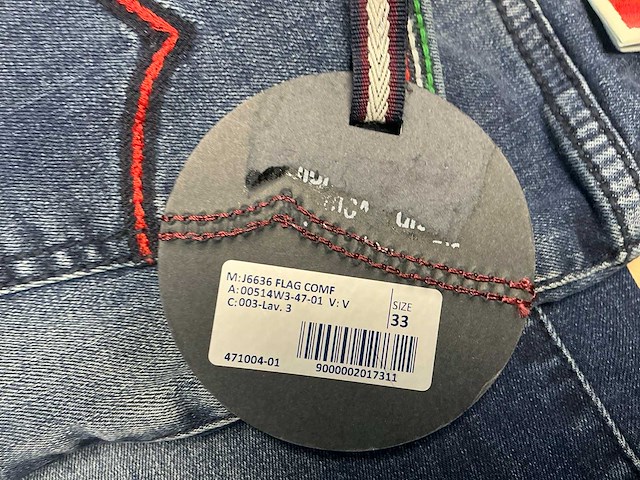 M:J6636 FLAG COMF
A:00514W3-47-01 V: V
C:003-Lav. 3
SIZE
33
471004-01
9000002017311